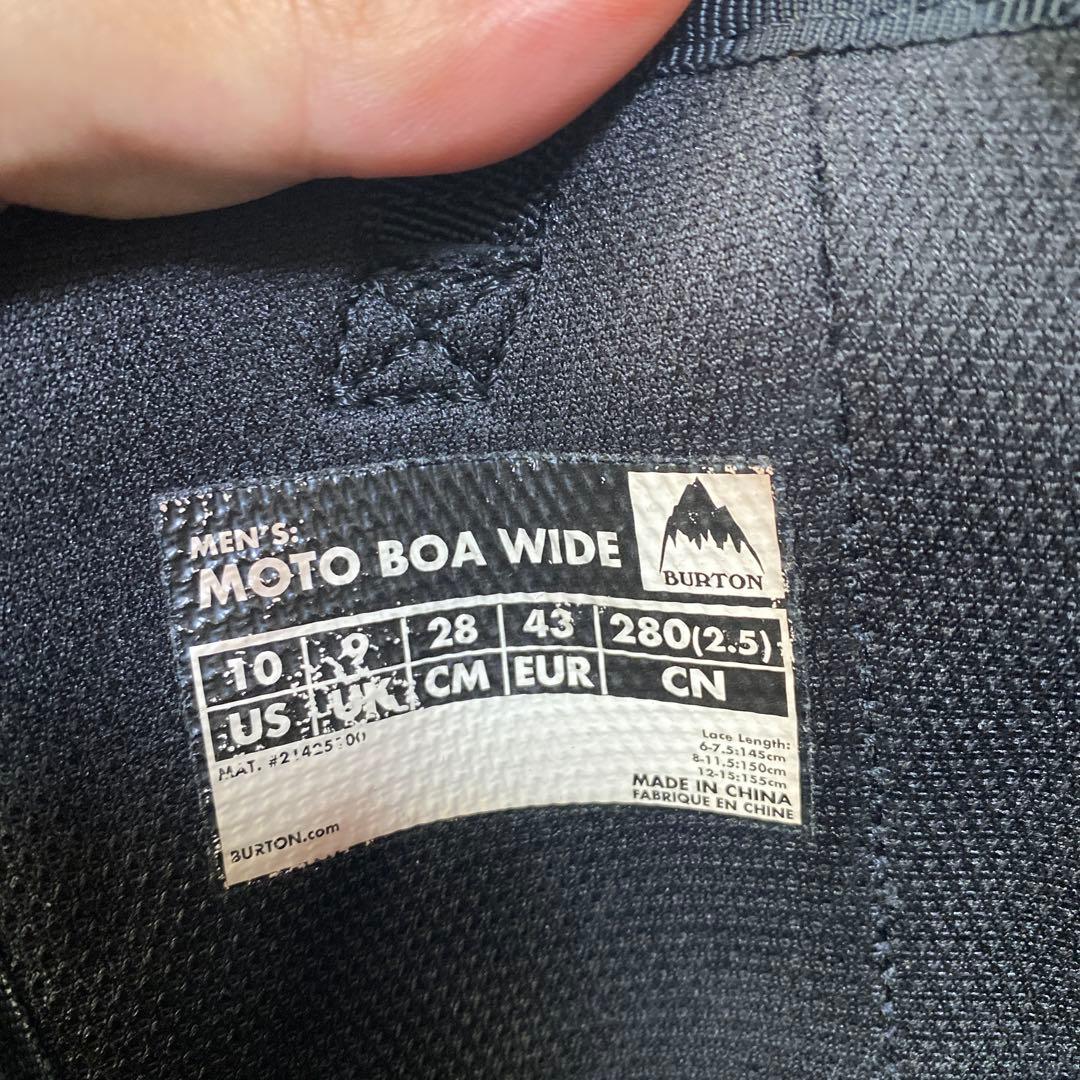 MEN'S:
MOTO BOA WIDE
BURTON
10 9 28 43 280(2.5)
US UK CM EUR CN
Lace Length:
6-7.5:145cm
8-11.5:150cm
12-15:155cm
MADE IN CHINA
FABRIQUE EN CHINE
MAT.
BURTON.com